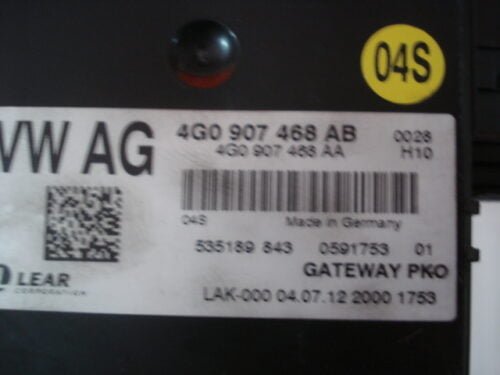 04S
VW AG
4G0 907 468 AB 0028
4G0 907 468 AA H10
04S Made in Germany
535189 843 0591753 01
GATEWAY PKO
LEAR
CORPORATION
LAK-000 04.07.12 2000 1753